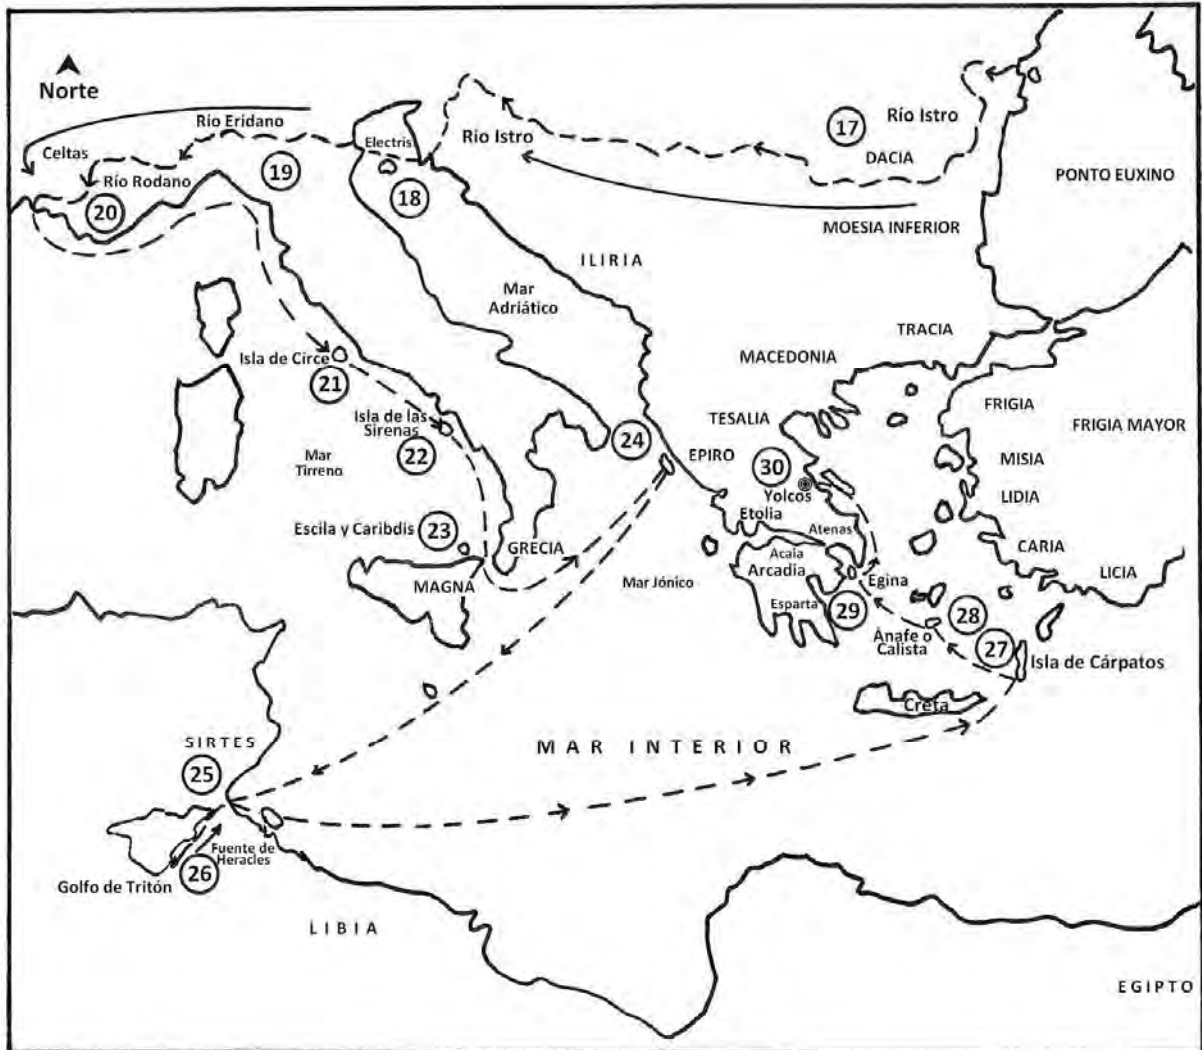 Norte
Río Eridano
Celtas
Río Rodano
20
19
Electris
18
Río Istro
17
Río Istro
DACIA
PONTO EUXINO
MOESIA INFERIOR
ILIRIA
Mar
Adriático
TRACIA
MACEDONIA
Isla de Circe
21
Isla de las
Sirenas
22
Mar
Tirreno
24
TESALIA
EPIRO
30
Yolcos
Etolia
FRIGIA
FRIGIA MAYOR
MISIA
LIDIA
CARIA
LICIA
Escila y Caribdis
23
GRECIA
MAGNA
Mar Jónico
Atenas
Acaia
Arcadia
Egina
Esparta
29
28
Ánafe o
Calista
27
Isla de Cárpatos
Creta
MAR INTERIOR
SIRTES
25
Fuente de
Heracles
26
Golfo de Tritón
LIBIA
EGIPTO